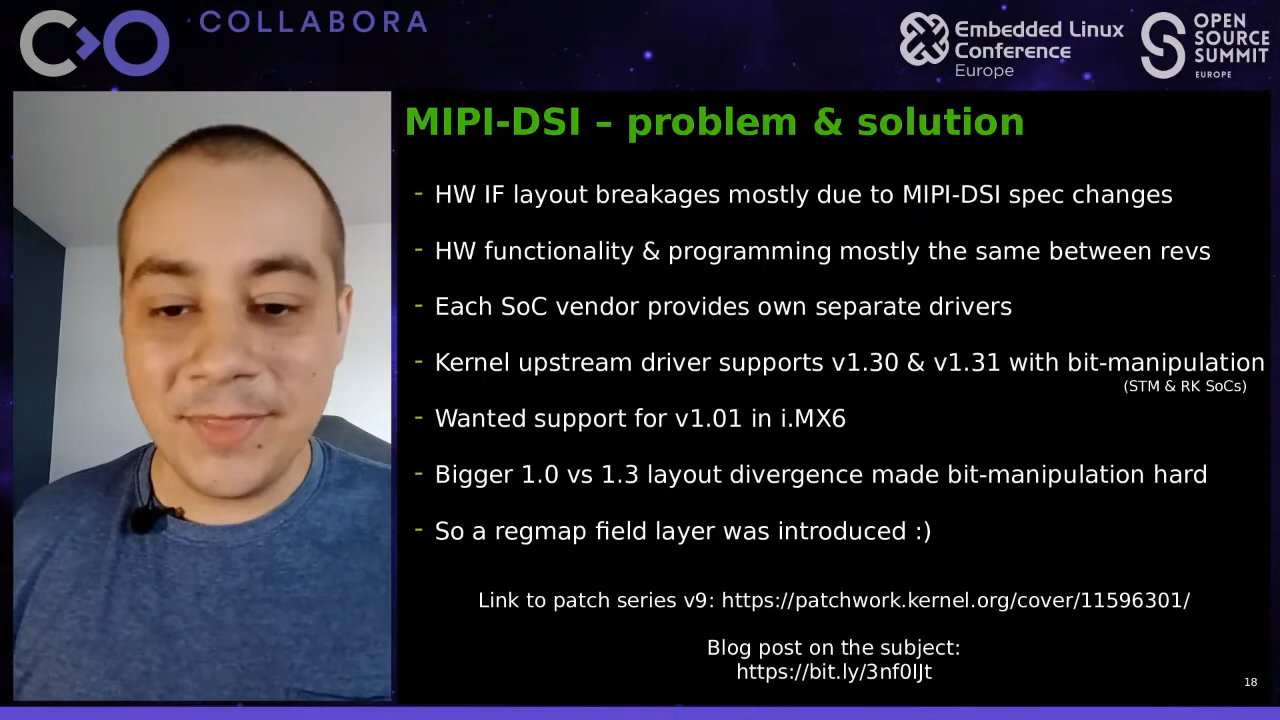 COLLABORA
Embedded Linux
Conference
Europe
OPEN
SOURCE
SUMMIT
EUROPE
MIPI-DSI – problem & solution
- HW IF layout breakages mostly due to MIPI-DSI spec changes
- HW functionality & programming mostly the same between revs
- Each SoC vendor provides own separate drivers
- Kernel upstream driver supports v1.30 & v1.31 with bit-manipulation
(STM & RK SoCs)
- Wanted support for v1.01 in i.MX6
- Bigger 1.0 vs 1.3 layout divergence made bit-manipulation hard
- So a regmap field layer was introduced :)
Link to patch series v9: https://patchwork.kernel.org/cover/11596301/
Blog post on the subject:
https://bit.ly/3nf0IJt
18